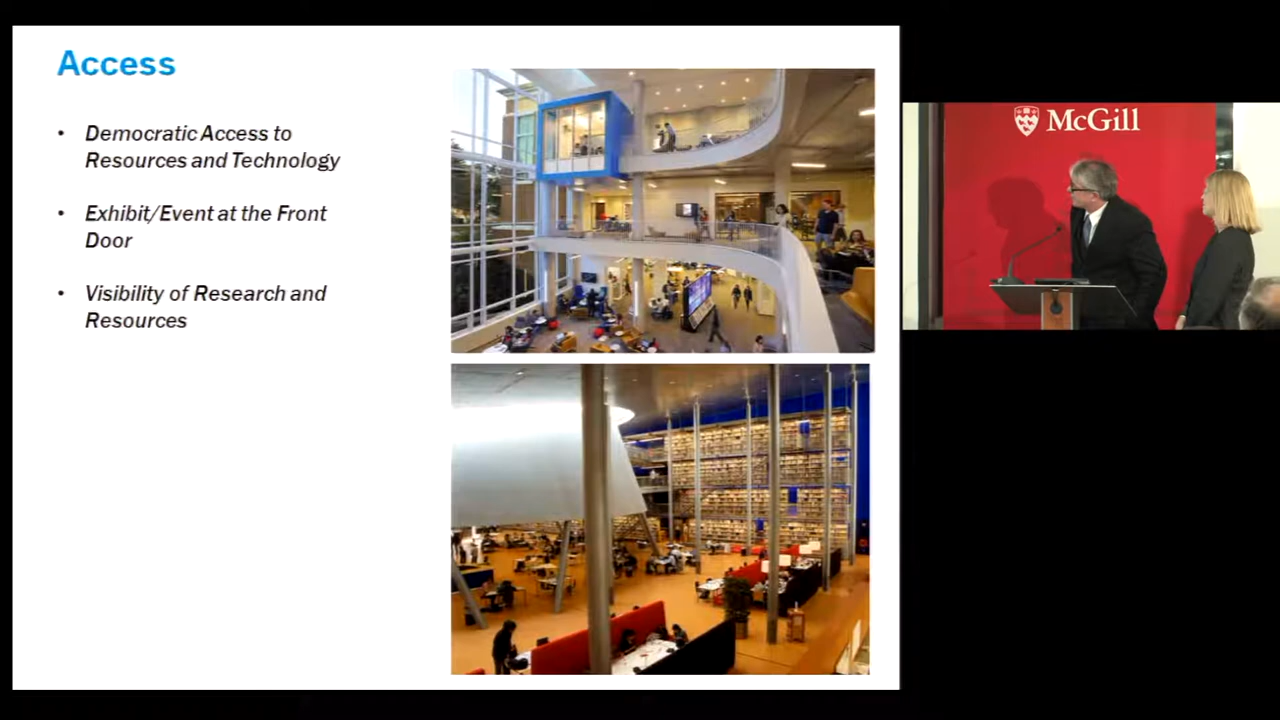 Access
• Democratic Access to
Resources and Technology
• Exhibit/Event at the Front
Door
• Visibility of Research and
Resources
McGill